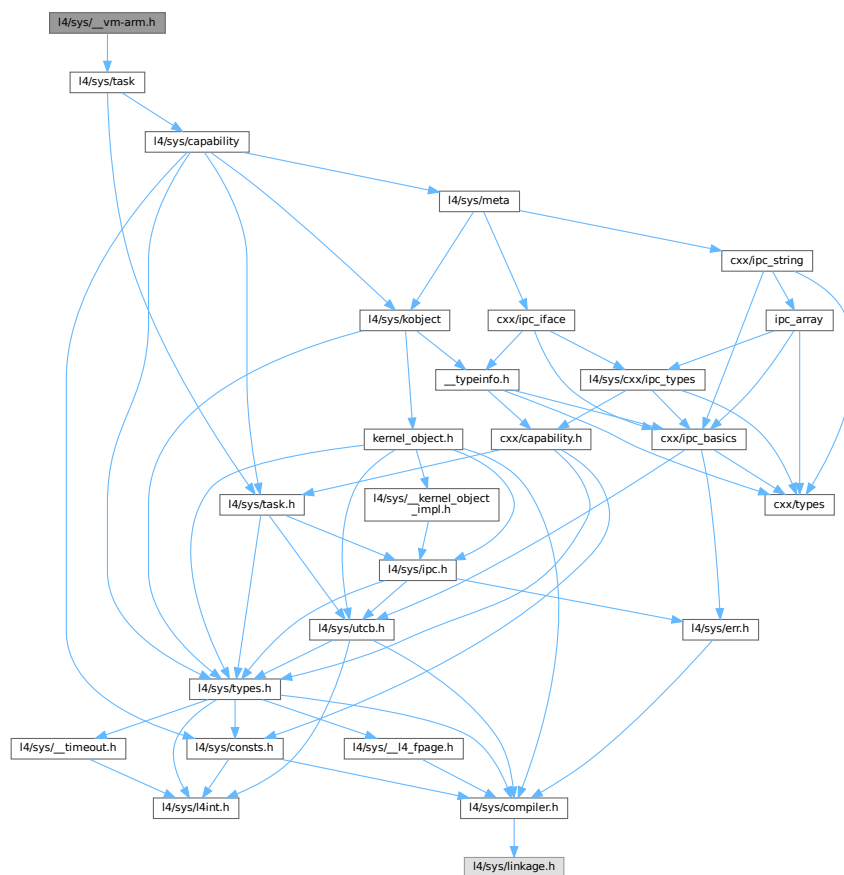 l4/sys/__vm-arm.h
l4/sys/task
l4/sys/capability
l4/sys/meta
cxx/ipc_string
l4/sys/kobject
cxx/ipc_iface
ipc_array
__typeinfo.h
l4/sys/cxx/ipc_types
kernel_object.h
cxx/capability.h
cxx/ipc_basics
l4/sys/task.h
l4/sys/__kernel_object
_impl.h
cxx/types
l4/sys/ipc.h
l4/sys/utcb.h
l4/sys/err.h
l4/sys/types.h
l4/sys/__timeout.h
l4/sys/consts.h
l4/sys/__l4_fpage.h
l4/sys/l4int.h
l4/sys/compiler.h
l4/sys/linkage.h